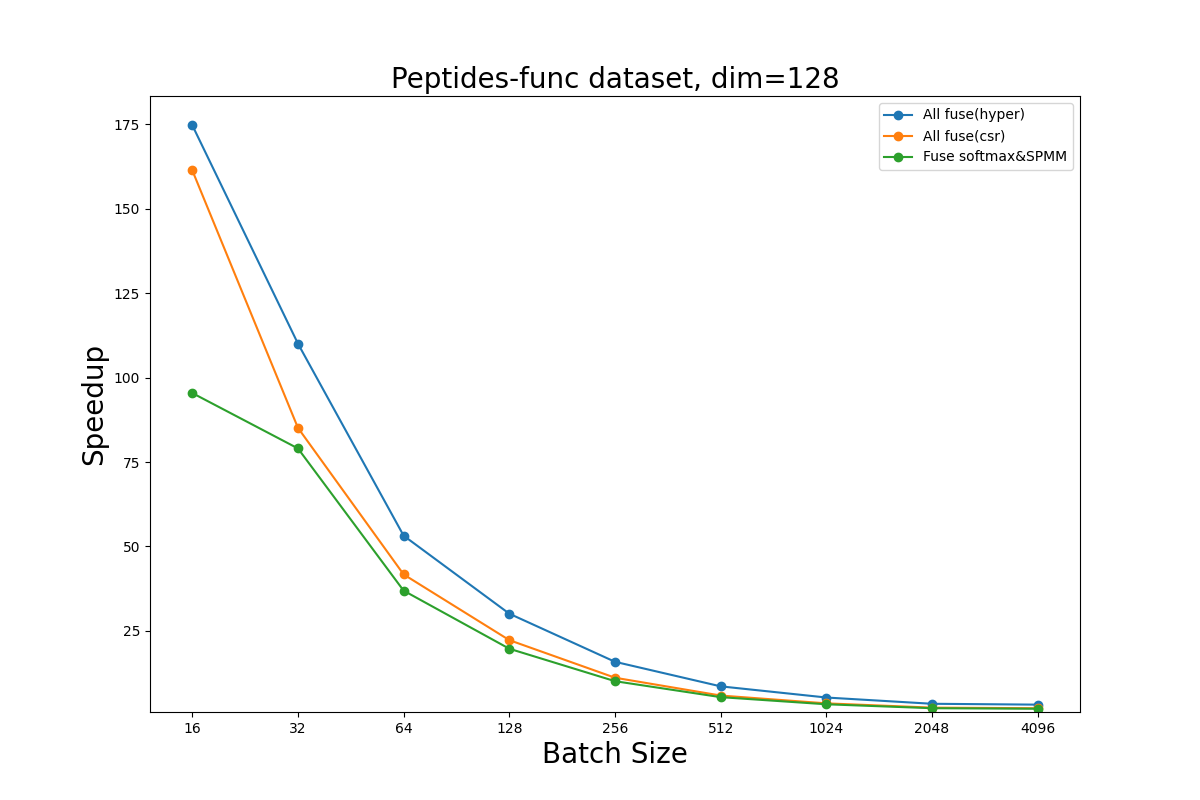 Peptides-func dataset, dim=128
All fuse(hyper)
All fuse(csr)
Fuse softmax&SPMM
175
150
125
100
75
50
25
Speedup
16 32 64 128 256 512 1024 2048 4096
Batch Size